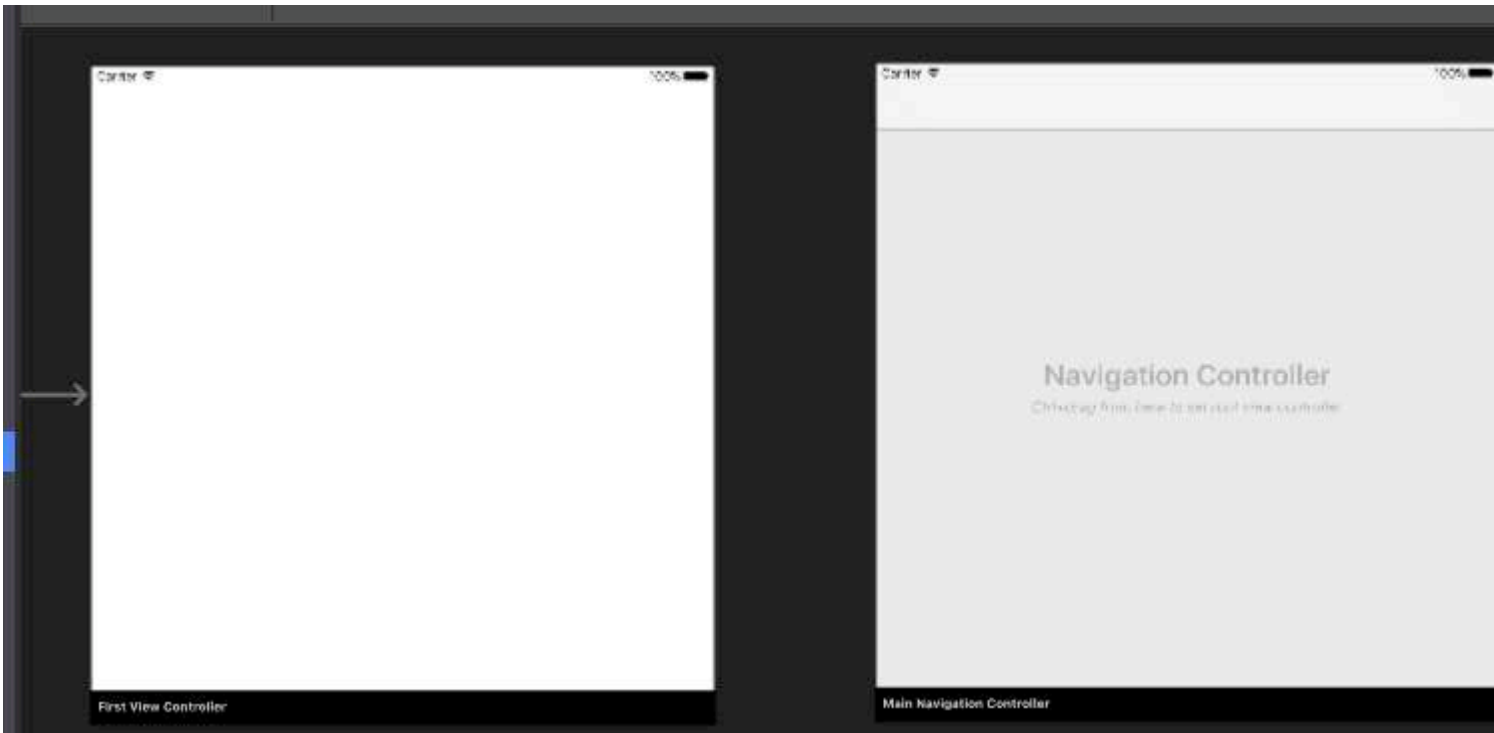 Carrier
100%
Carrier
100%
Navigation Controller
First View Controller
Main Navigation Controller